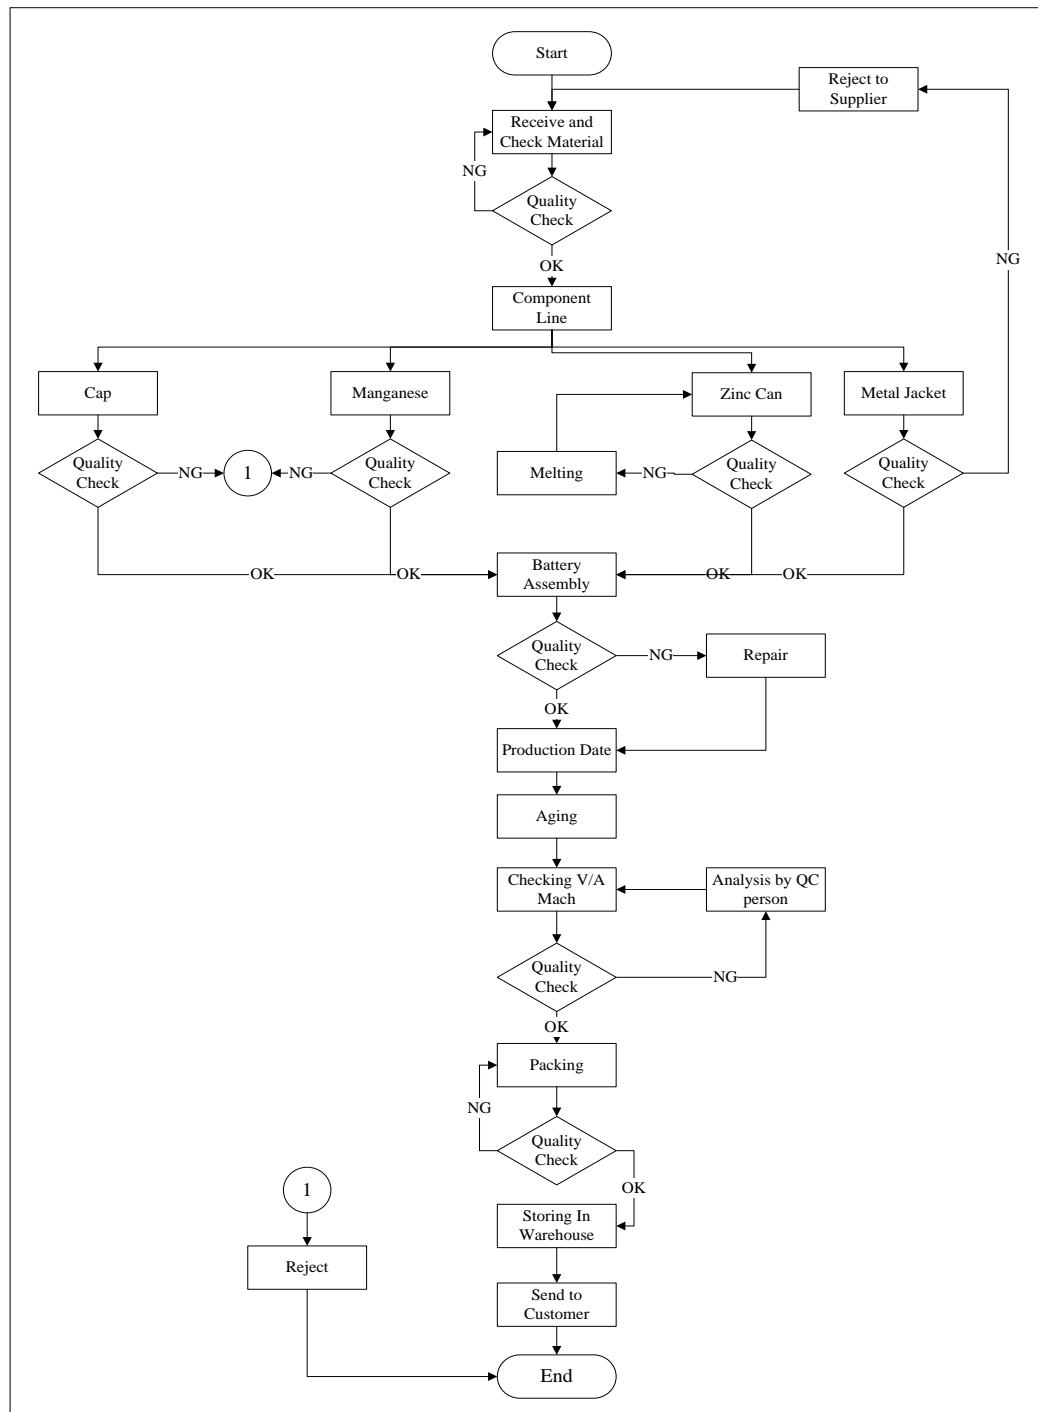 Start
Reject to
Supplier
Receive and
Check Material
NG
Quality
Check
NG
OK
Component
Line
Cap
Manganese
Zinc Can
Metal Jacket
Quality
Check
NG
1
NG
Quality
Check
Melting
NG
Quality
Check
Quality
Check
OK
OK
Battery
Assembly
OK
OK
Quality
Check
NG
Repair
OK
Production Date
Aging
Checking V/A
Mach
Analysis by QC
person
Quality
Check
NG
OK
Packing
NG
Quality
Check
OK
1
Storing In
Warehouse
Reject
Send to
Customer
End